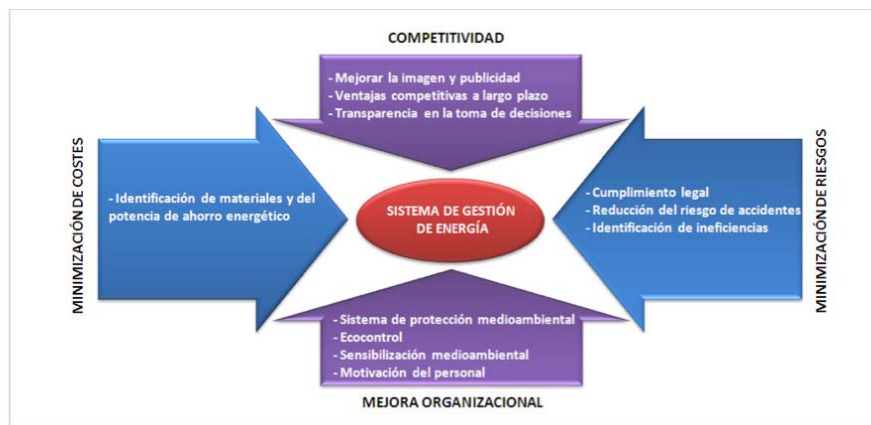 COMPETITIVIDAD
- Mejorar la imagen y publicidad
- Ventajas competitivas a largo plazo
- Transparencia en la toma de decisiones
MINIMIZACIÓN DE COSTES
- Identificación de materiales y del
potencia de ahorro energético
SISTEMA DE GESTIÓN
DE ENERGÍA
- Cumplimiento legal
- Reducción del riesgo de accidentes
- Identificación de ineficiencias
MINIMIZACIÓN DE RIESGOS
- Sistema de protección medioambiental
- Ecocontrol
- Sensibilización medioambiental
- Motivación del personal
MEJORA ORGANIZACIONAL